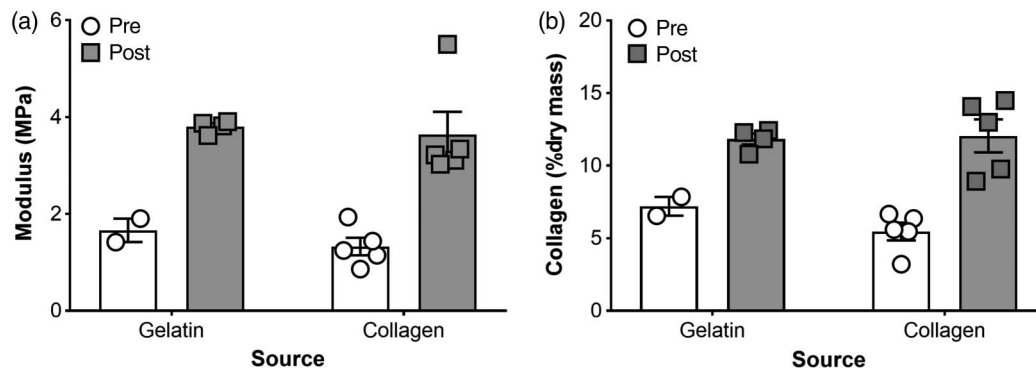 (a)
Pre
Post
Modulus (MPa)
6
4
2
0
Gelatin
Collagen
Source
(b)
Pre
Post
Collagen (%dry mass)
20
15
10
5
0
Gelatin
Collagen
Source